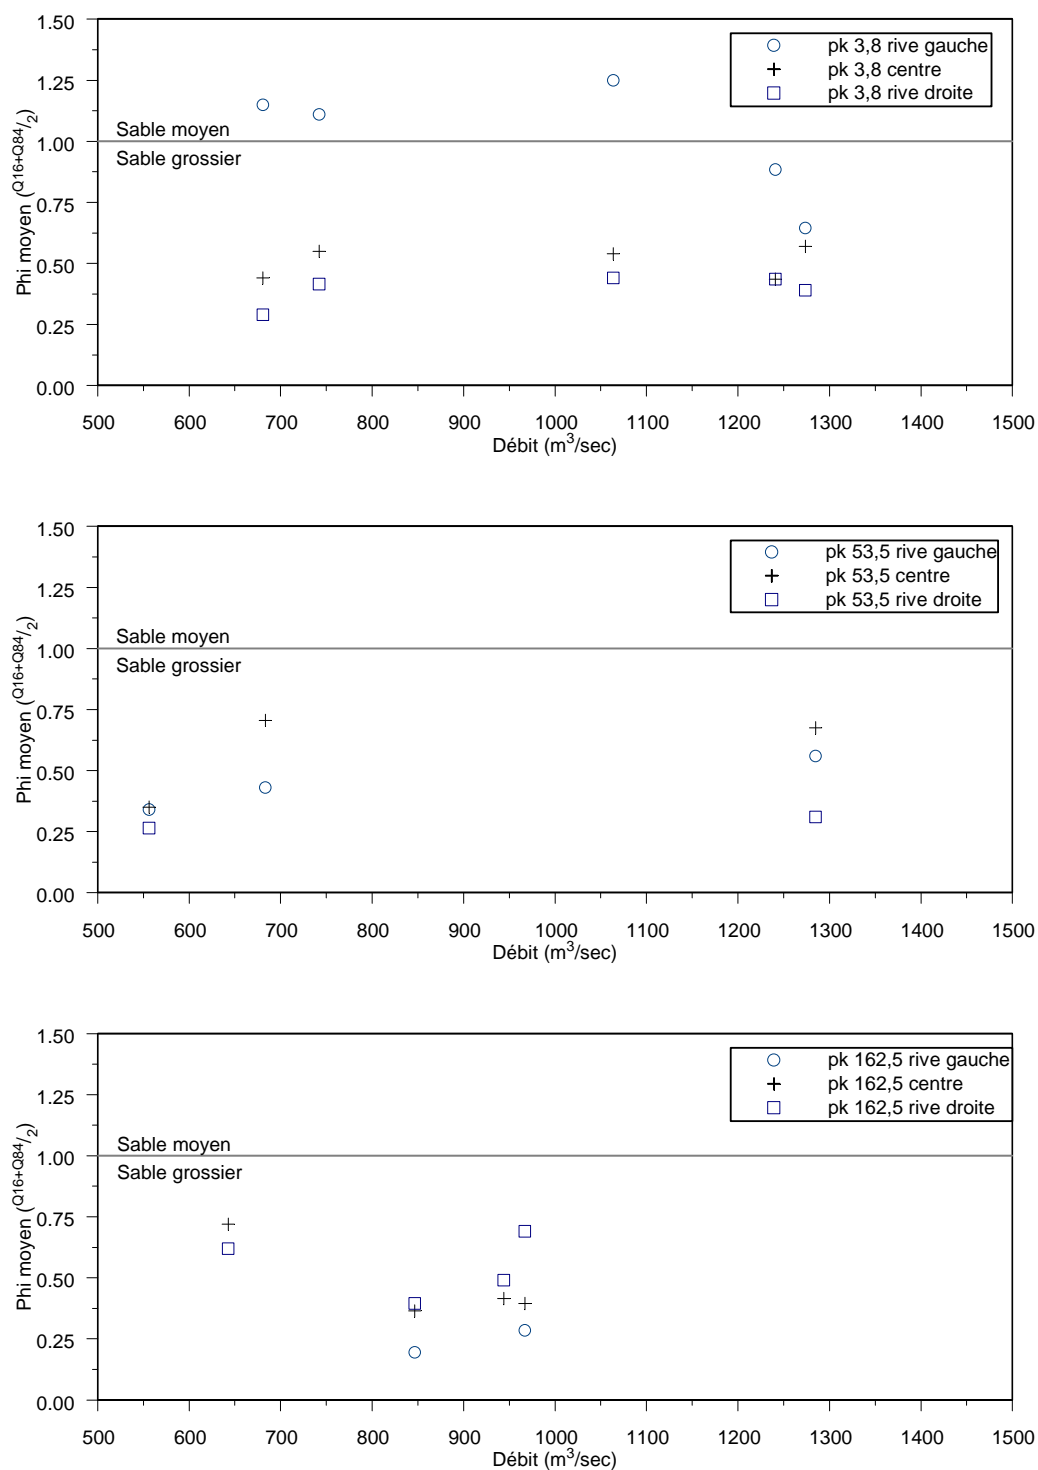 1.50
1.25
1.00
0.75
0.50
0.25
0.00
Phi moyen (Q16+Q84/2)
pk 3,8 rive gauche
pk 3,8 centre
pk 3,8 rive droite
Sable moyen
Sable grossier
500 600 700 800 900 1000 1100 1200 1300 1400 1500
Débit (m³/sec)
1.50
1.25
1.00
0.75
0.50
0.25
0.00
Phi moyen (Q16+Q84/2)
pk 53,5 rive gauche
pk 53,5 centre
pk 53,5 rive droite
Sable moyen
Sable grossier
500 600 700 800 900 1000 1100 1200 1300 1400 1500
Débit (m³/sec)
1.50
1.25
1.00
0.75
0.50
0.25
0.00
Phi moyen (Q16+Q84/2)
pk 162,5 rive gauche
pk 162,5 centre
pk 162,5 rive droite
Sable moyen
Sable grossier
500 600 700 800 900 1000 1100 1200 1300 1400 1500
Débit (m³/sec)